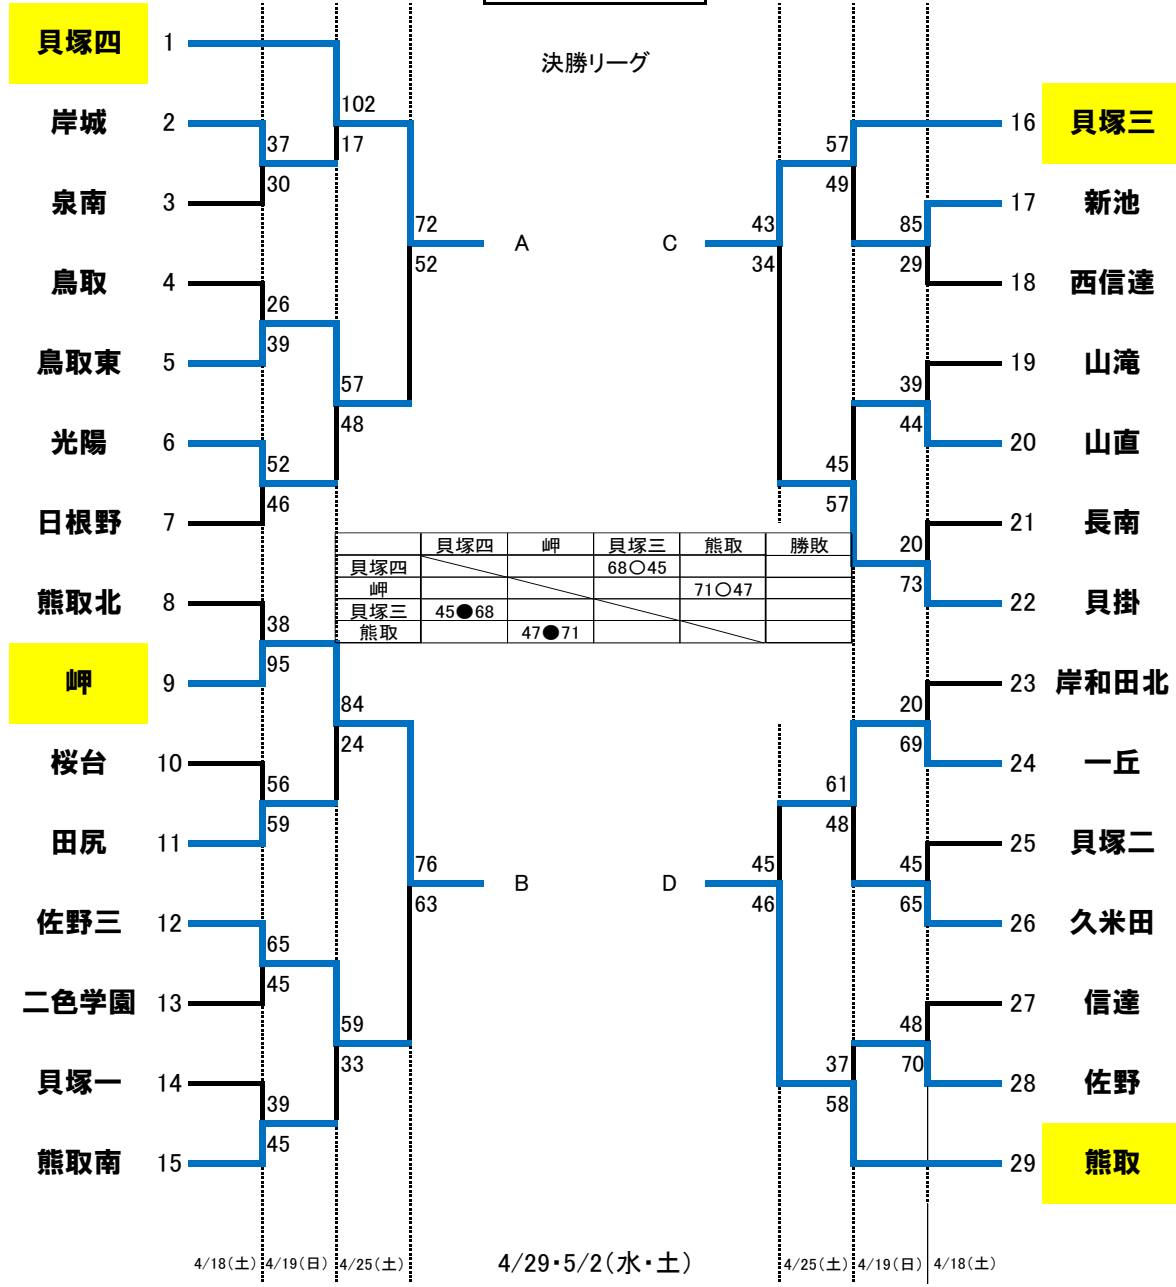 決勝リーグ
貝塚四 1
岸城 2
泉南 3
鳥取 4
鳥取東 5
光陽 6
日根野 7
熊取北 8
岬 9
桜台 10
田尻 11
佐野三 12
二色学園 13
貝塚一 14
熊取南 15
37
30
26
39
52
46
38
95
56
59
65
45
39
45
102
17
57
48
84
24
59
33
72
52
76
63
A
B
C
D
貝塚四 岬 貝塚三 熊取 勝敗
貝塚四 68〇45
岬 71〇47
貝塚三 45●68
熊取 47●71
43
34
45
46
57
49
45
57
61
48
37
58
85
29
39
44
20
73
20
69
45
65
48
70
16 貝塚三
17 新池
18 西信達
19 山滝
20 山直
21 長南
22 貝掛
23 岸和田北
24 一丘
25 貝塚二
26 久米田
27 信達
28 佐野
29 熊取
4/18(土) 4/19(日) 4/25(土) 4/29・5/2(水・土) 4/25(土) 4/19(日) 4/18(土)